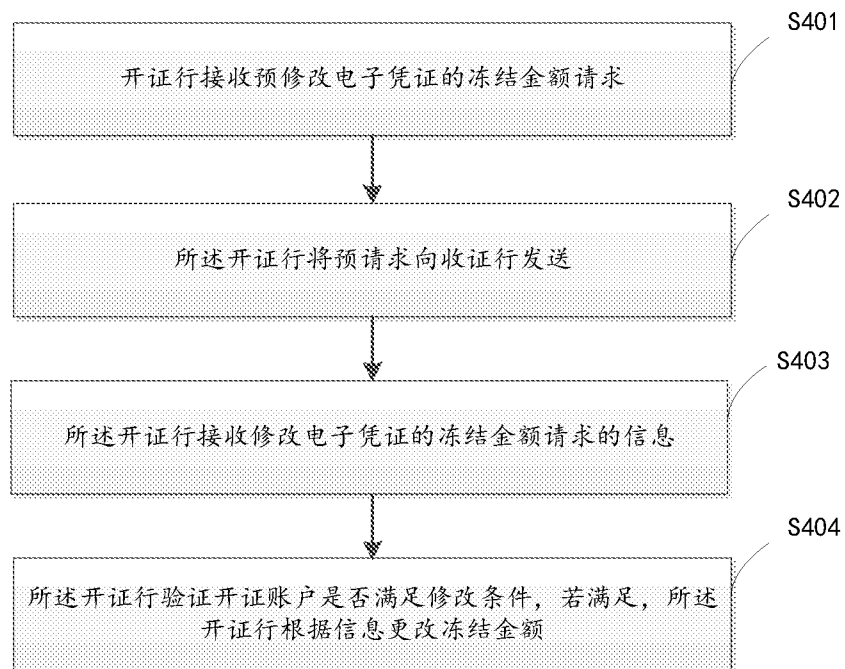 S401
开证行接收预修改电子凭证的冻结金额请求
S402
所述开证行将预请求向收证行发送
S403
所述开证行接收修改电子凭证的冻结金额请求的信息
S404
所述开证行验证开证账户是否满足修改条件，若满足，所述
开证行根据信息更改冻结金额